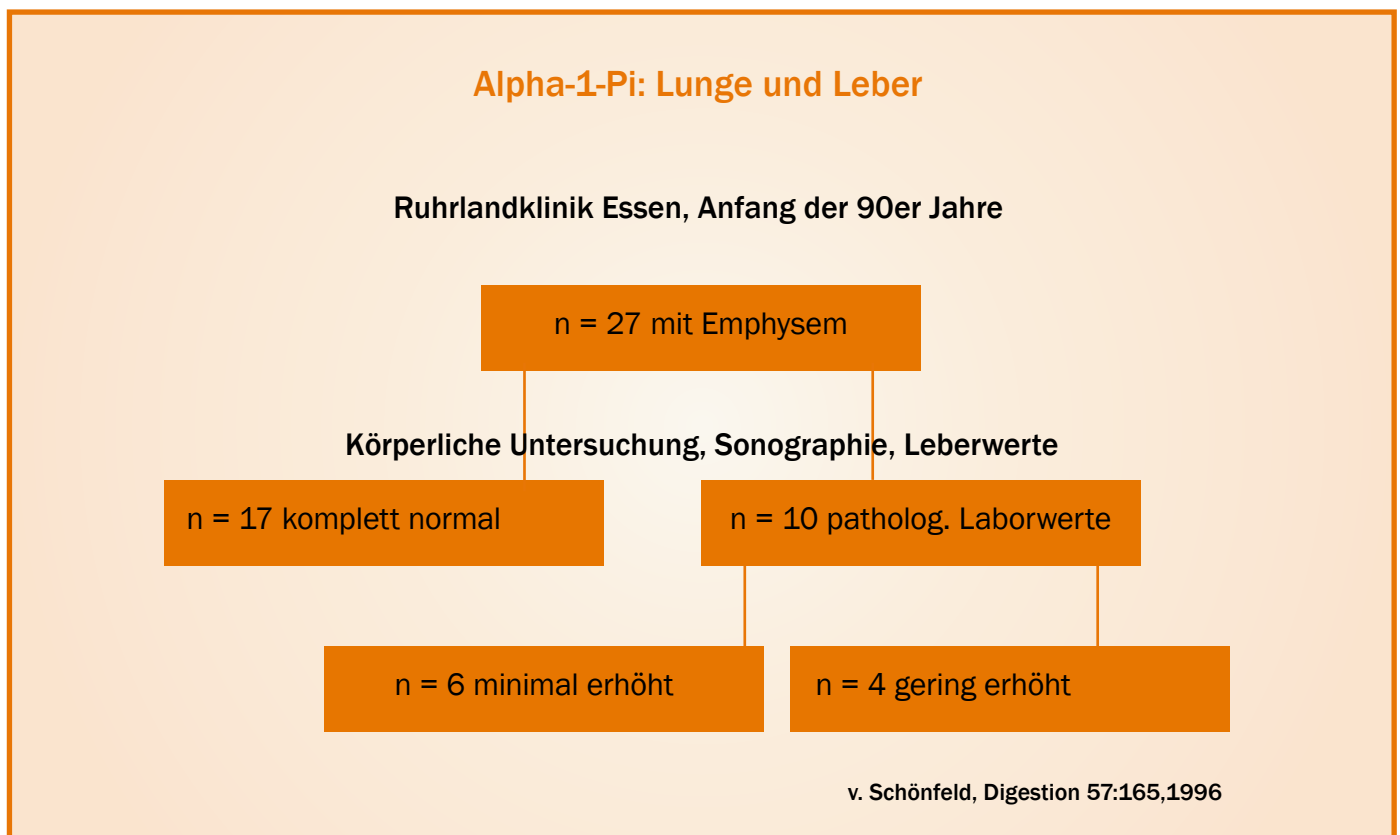 Alpha-1-Pi: Lunge und Leber
Ruhrlandklinik Essen, Anfang der 90er Jahre
n = 27 mit Emphysem
Körperliche Untersuchung, Sonographie, Leberwerte
n = 17 komplett normal
n = 10 patholog. Laborwerte
n = 6 minimal erhöht
n = 4 gering erhöht
v. Schönfeld, Digestion 57:165,1996